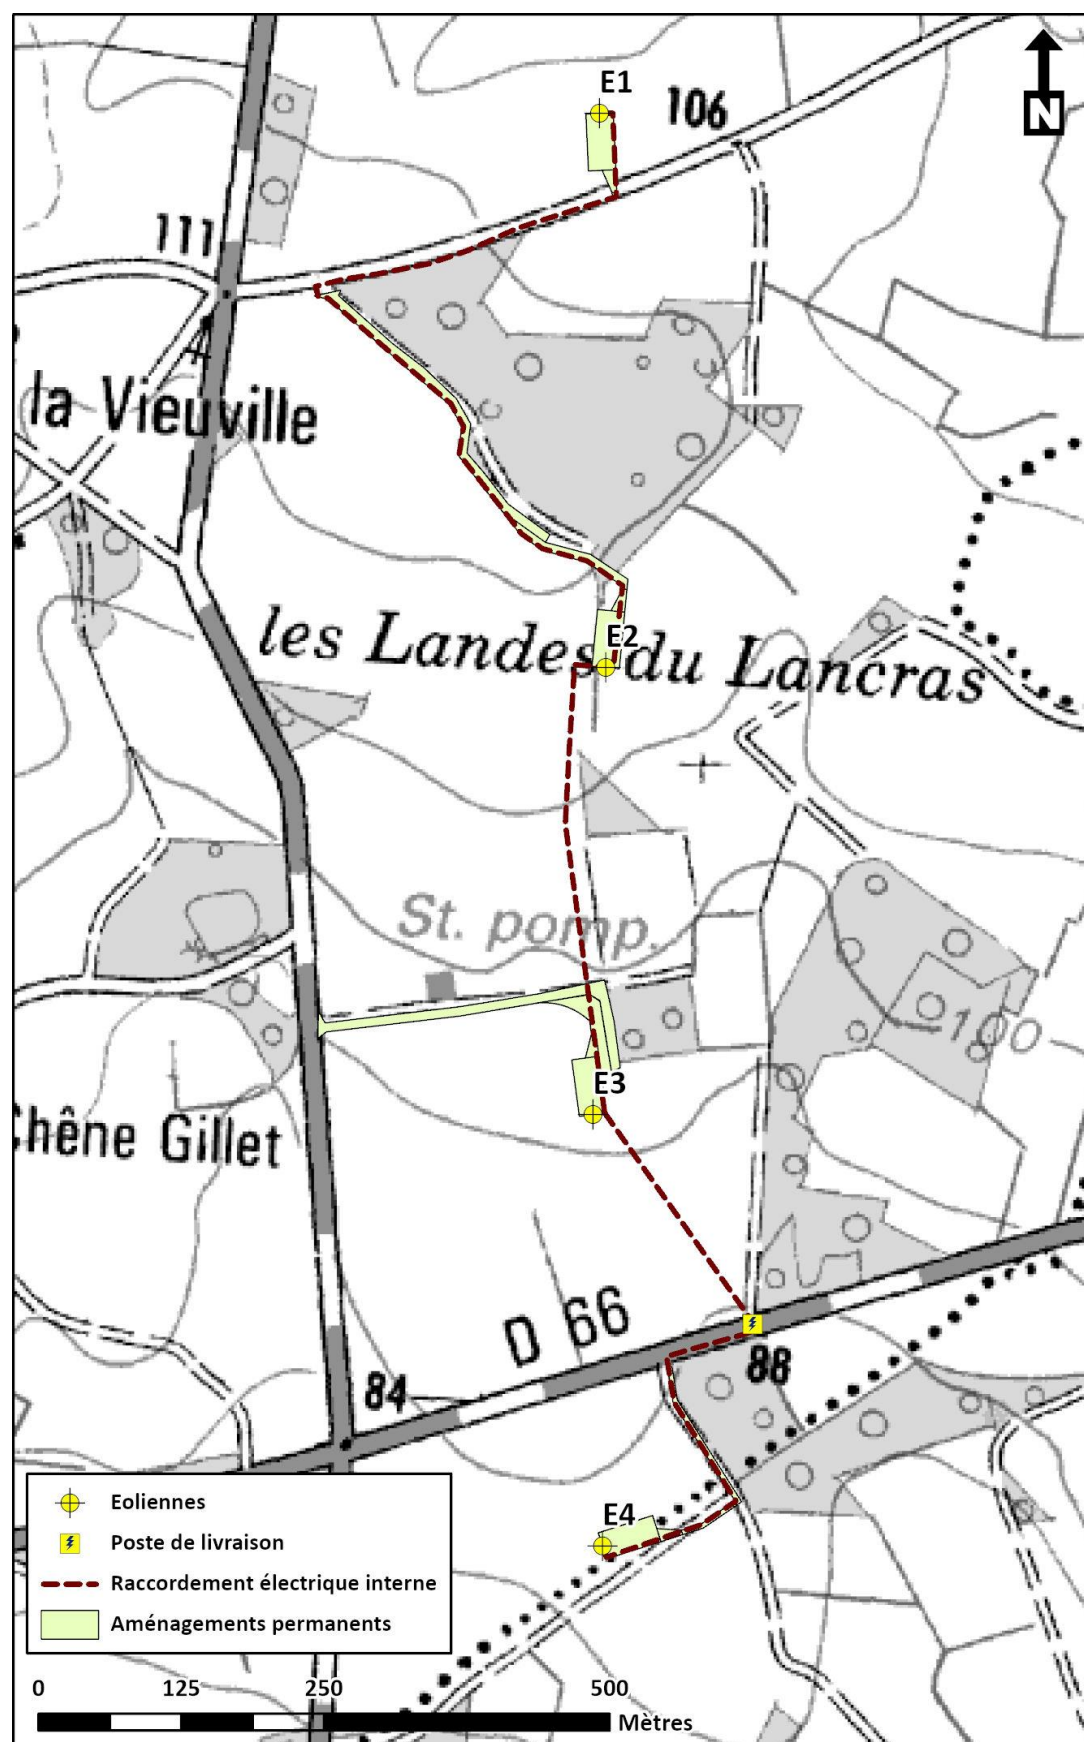 E1
N
106
111
la Vieuville
E2
les Landes du Lancras
St. pomp.
100
E3
Chêne Gillet
D 66
88
84
E4
Eoliennes
Poste de livraison
Raccordement électrique interne
Aménagements permanents
0 125 250 500
Mètres